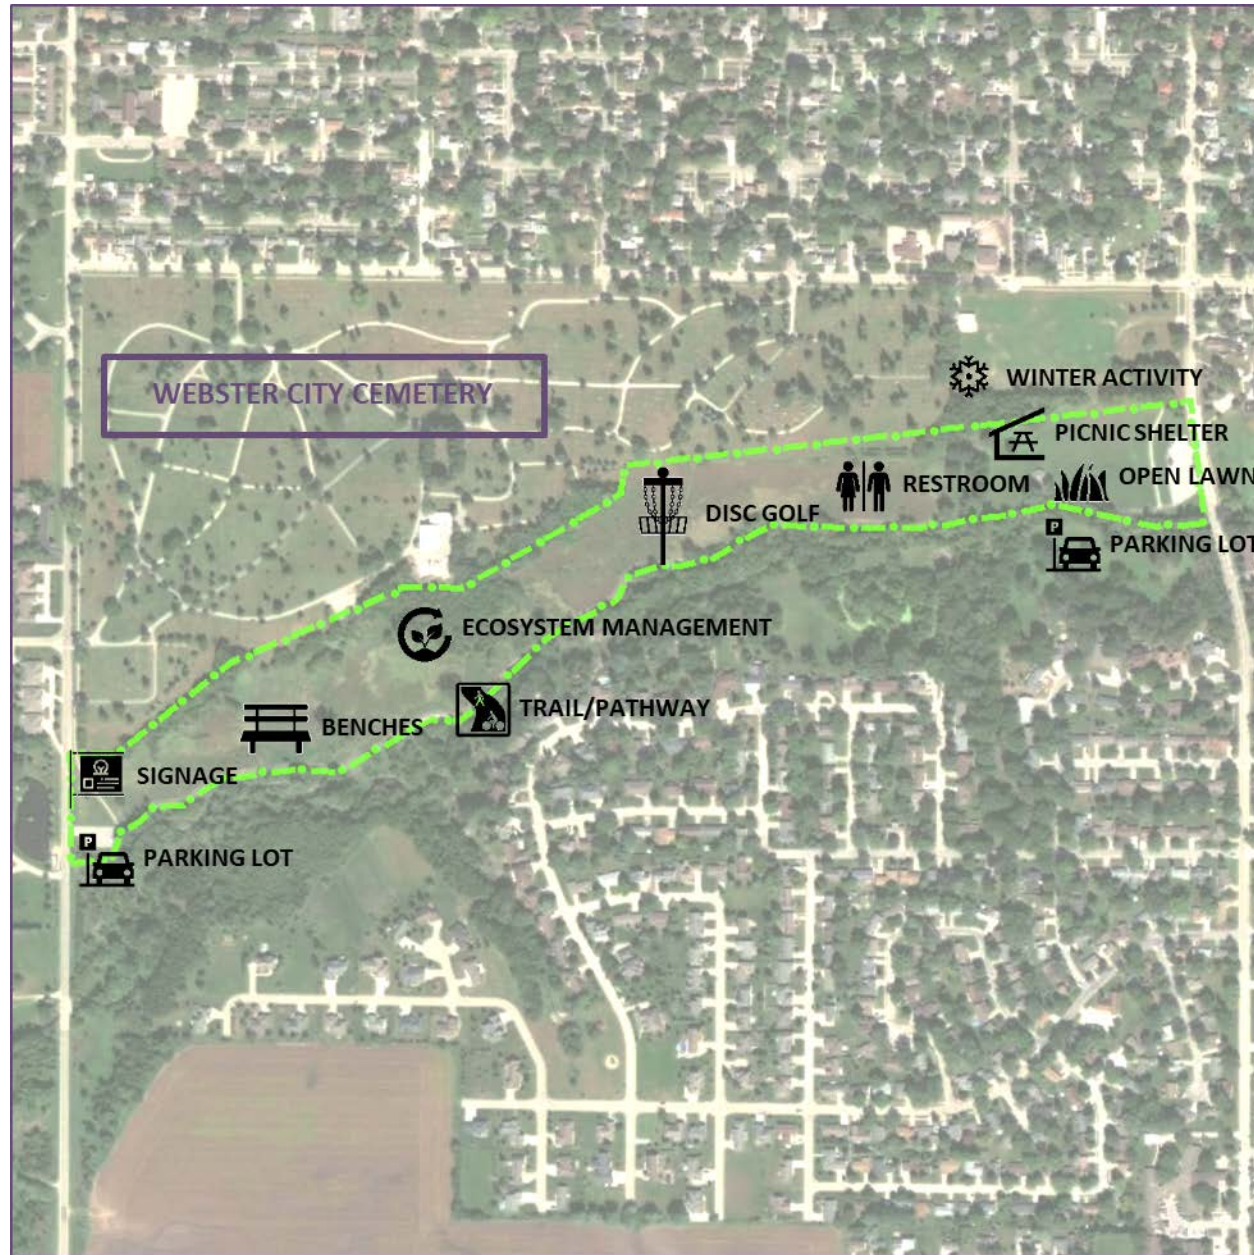 WEBSTER CITY CEMETERY
WINTER ACTIVITY
PICNIC SHELTER
RESTROOM
OPEN LAWN
DISC GOLF
P
PARKING LOT
ECOSYSTEM MANAGEMENT
TRAIL/PATHWAY
BENCHES
SIGNAGE
P
PARKING LOT